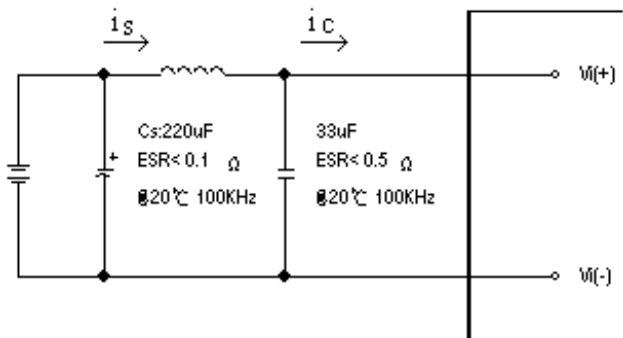 iS
iC
Vi(+)
Cs:220uF
ESR<0.1 Ω
@20℃ 100KHz
33uF
ESR<0.5 Ω
@20℃ 100KHz
+
Vi(-)